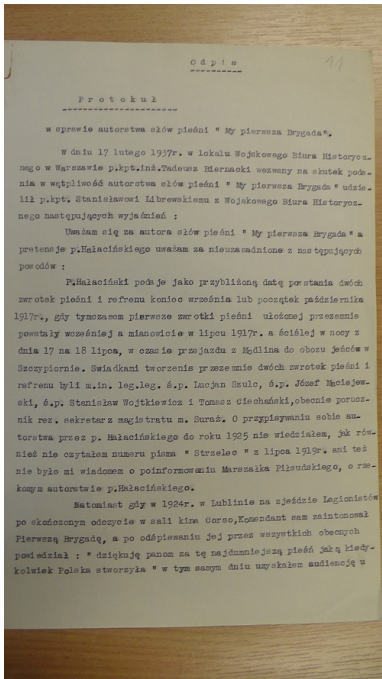 11
O d p i s
P r o t o k u ł
w sprawie autorstwa słów pieśni " My pierwsza Brygada".
W dniu 17 lutego 1937r. w lokalu Wojskowego Biura Historycz-
nego w Warszawie p.kpt.inż.Tadeusz Biernacki wezwany na skutek poda-
nia w wątpliwość autorstwa słów pieśni " My pierwsza Brygada" udzie-
lił p.kpt. Stanisławowi Librewskiemu z Wojskowego Biura Historycz-
nego następujących wyjaśnień :
Uważam się za autora słów pieśni " My pierwsza Brygada" a
pretensje p.Hałacińskiego uważam za nieuzasadnione z następujących
powodów :
P.Hałaciński podaje jako przybliżoną datę powstania dwóch
zwrotek pieśni i refrenu koniec września lub początek października
1917r., gdy tymczasem pierwsze zwrotki pieśni ułożonej przezemnie
powstały wcześniej a mianowicie w lipcu 1917r. a ściślej w nocy z
dnia 17 na 18 lipca, w czasie przejazdu z Modlina do obozu jeńców w
Szczypiornie. Świadkami tworzenia przezemnie dwóch zwrotek pieśni i
refrenu byli m.in. leg.leg. ś.p. Lucjan Szulc, ś.p. Józef Maciejew-
ski, ś.p. Stanisław Wojtkiewicz i Tomasz Ciechański,obecnie porucz-
nik rez. sekretarz magistratu m. Suraż. O przypisywaniu sobie au-
torstwa przez p. Hałacińskiego do roku 1925 nie wiedziałem, jak rów-
nież nie czytałem numeru pisma " Strzelec " z lipca 1919r. ani też
nie było mi wiadomem o poinformowaniu Marszałka Piłsudskiego, o rze-
komym autorstwie p.Hałacińskiego.
Natomiast gdy w 1924r. w Lublinie na zjeździe Legionistów
po skończonym odczycie w sali kina Corso,Komendant sam zaintonował
Pierwszą Brygadę, a po odśpiewaniu jej przez wszystkich obecnych
powiedział : " dziękuję panom za tę najdumniejszą pieśń jaką kiedy-
kolwiek Polska stworzyła " w tym samym dniu uzyskałem audiencję u